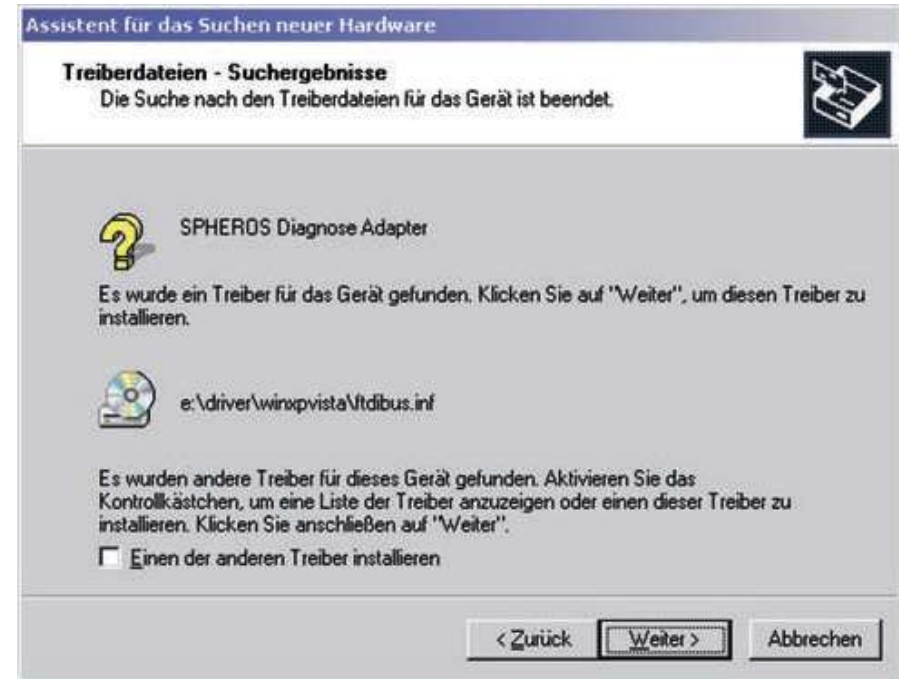 Assistent für das Suchen neuer Hardware
Treiberdateien - Suchergebnisse
Die Suche nach den Treiberdateien für das Gerät ist beendet.
SPHEROS Diagnose Adapter
Es wurde ein Treiber für das Gerät gefunden. Klicken Sie auf "Weiter", um diesen Treiber zu
installieren.
e:\driver\winxpvista\ftdibus.inf
Es wurden andere Treiber für dieses Gerät gefunden. Aktivieren Sie das
Kontrollkästchen, um eine Liste der Treiber anzuzeigen oder einen dieser Treiber zu
installieren. Klicken Sie anschließen auf "Weiter".
Einen der anderen Treiber installieren
< Zurück Weiter > Abbrechen